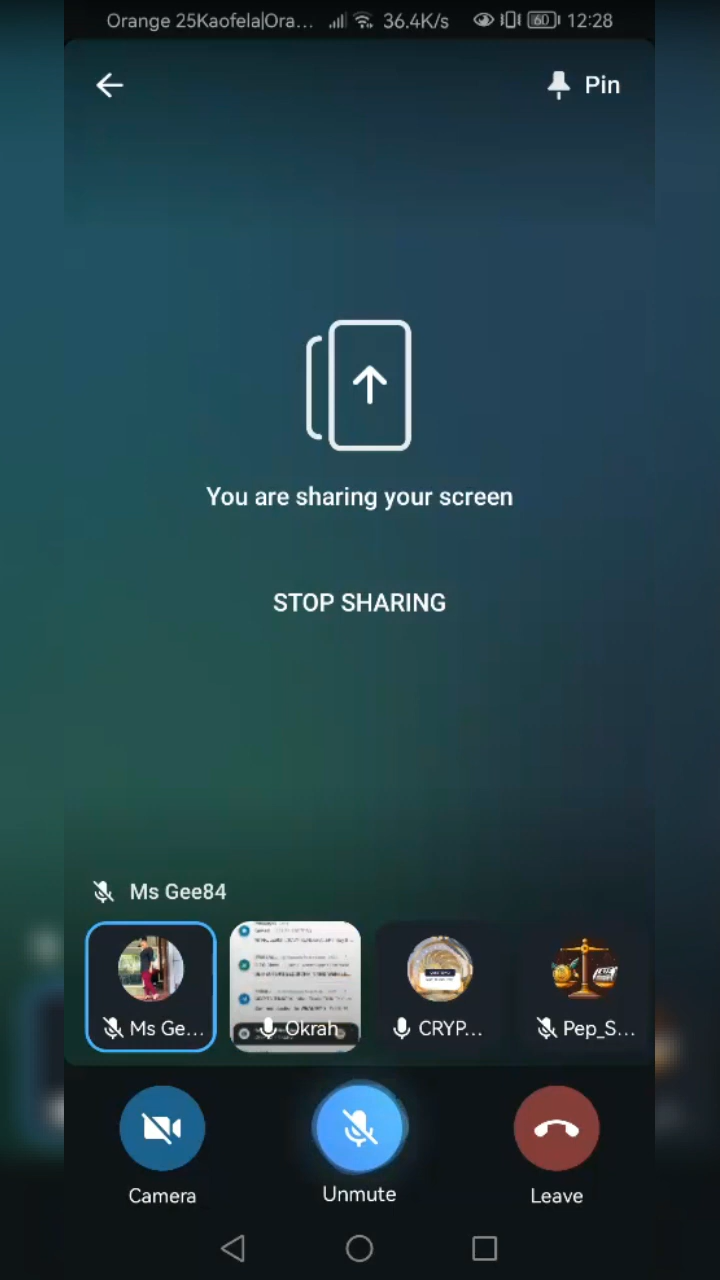 Orange 25Kaofela|Ora... 36.4K/s 60 12:28
Pin
You are sharing your screen
STOP SHARING
Ms Gee84
Ms Ge... Okrah CRYP... Pep_S...
Camera Unmute Leave